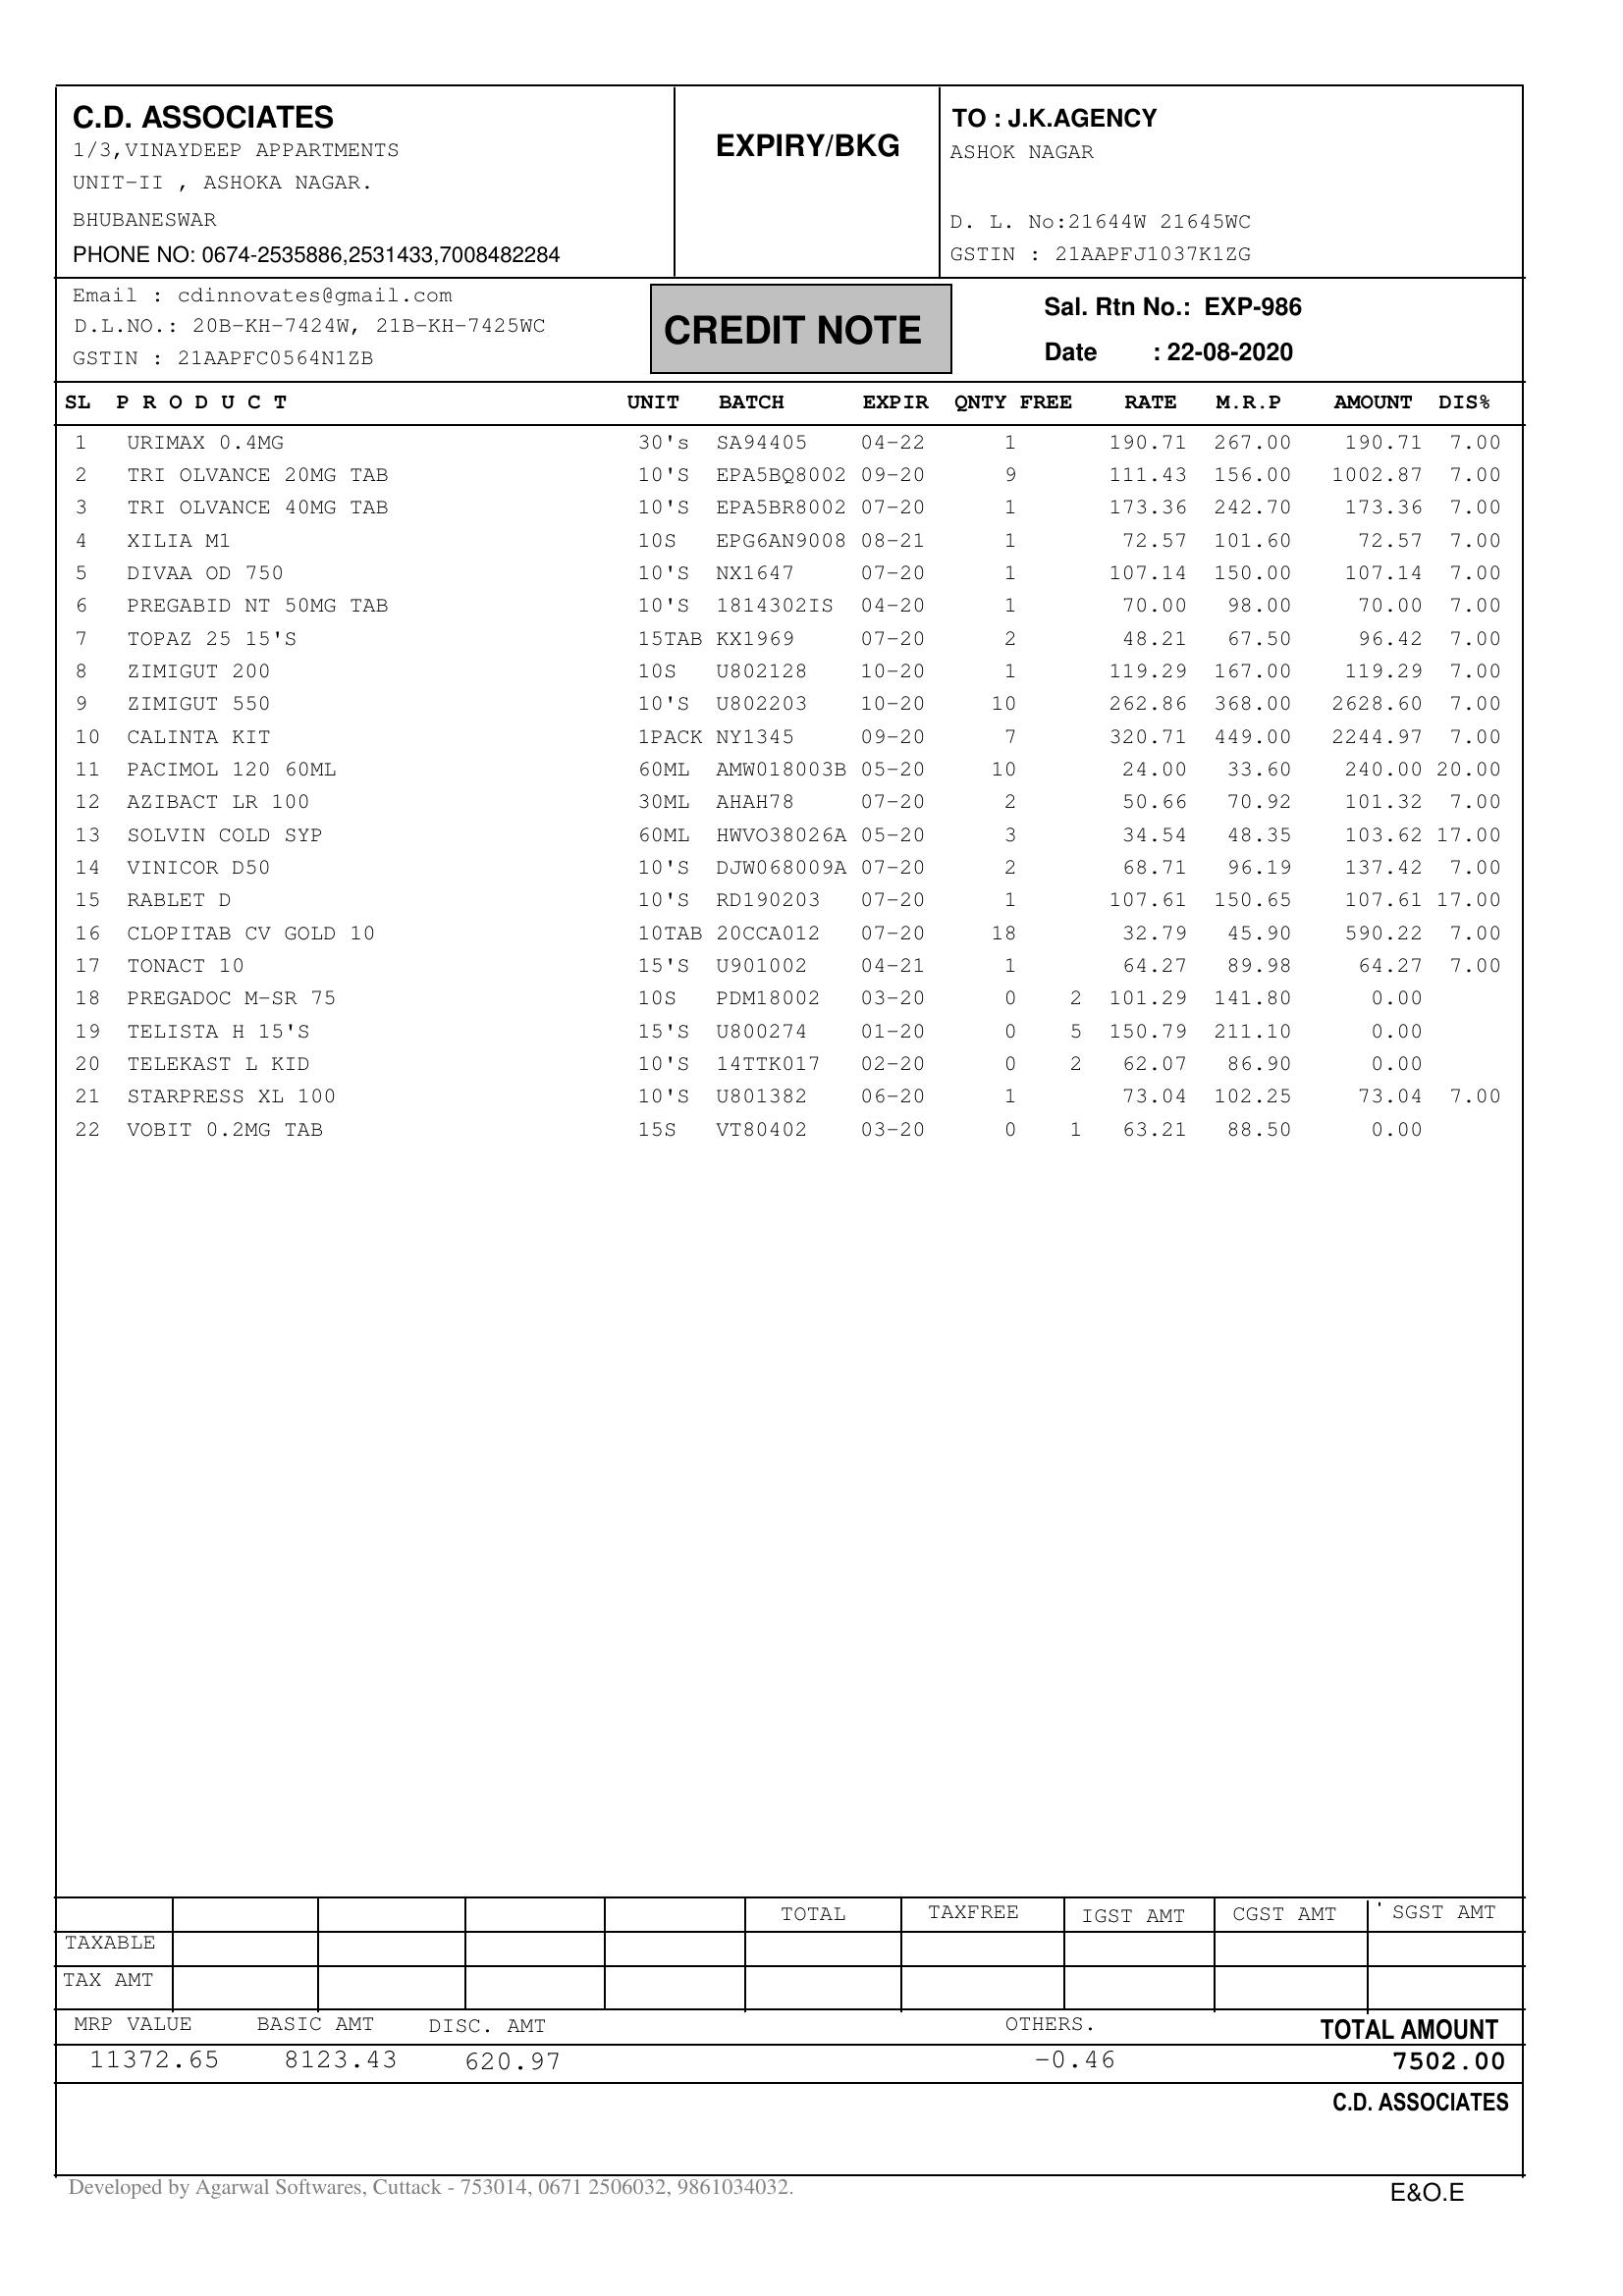 C.D. ASSOCIATES
1/3,VINAYDEEP APPARTMENTS
UNIT-II , ASHOKA NAGAR.
BHUBANESWAR
PHONE NO: 0674-2535886,2531433,7008482284
EXPIRY/BKG
TO : J.K.AGENCY
ASHOK NAGAR
D. L. No:21644W 21645WC
GSTIN : 21AAPFJ1037K1ZG
Email : cdinnovates@gmail.com
D.L.NO.: 20B-KH-7424W, 21B-KH-7425WC
GSTIN : 21AAPFC0564N1ZB
CREDIT NOTE
Sal. Rtn No.: EXP-986
Date : 22-08-2020
SL P R O D U C T UNIT BATCH EXPIR QNTY FREE RATE M.R.P AMOUNT DIS%
1 URIMAX 0.4MG 30's SA94405 04-22 1 190.71 267.00 190.71 7.00
2 TRI OLVANCE 20MG TAB 10'S EPA5BQ8002 09-20 9 111.43 156.00 1002.87 7.00
3 TRI OLVANCE 40MG TAB 10'S EPA5BR8002 07-20 1 173.36 242.70 173.36 7.00
4 XILIA M1 10S EPG6AN9008 08-21 1 72.57 101.60 72.57 7.00
5 DIVAA OD 750 10'S NX1647 07-20 1 107.14 150.00 107.14 7.00
6 PREGABID NT 50MG TAB 10'S 1814302IS 04-20 1 70.00 98.00 70.00 7.00
7 TOPAZ 25 15'S 15TAB KX1969 07-20 2 48.21 67.50 96.42 7.00
8 ZIMIGUT 200 10S U802128 10-20 1 119.29 167.00 119.29 7.00
9 ZIMIGUT 550 10'S U802203 10-20 10 262.86 368.00 2628.60 7.00
10 CALINTA KIT 1PACK NY1345 09-20 7 320.71 449.00 2244.97 7.00
11 PACIMOL 120 60ML 60ML AMW018003B 05-20 10 24.00 33.60 240.00 20.00
12 AZIBACT LR 100 30ML AHAH78 07-20 2 50.66 70.92 101.32 7.00
13 SOLVIN COLD SYP 60ML HWVO38026A 05-20 3 34.54 48.35 103.62 17.00
14 VINICOR D50 10'S DJW068009A 07-20 2 68.71 96.19 137.42 7.00
15 RABLET D 10'S RD190203 07-20 1 107.61 150.65 107.61 17.00
16 CLOPITAB CV GOLD 10 10TAB 20CCA012 07-20 18 32.79 45.90 590.22 7.00
17 TONACT 10 15'S U901002 04-21 1 64.27 89.98 64.27 7.00
18 PREGADOC M-SR 75 10S PDM18002 03-20 0 2 101.29 141.80 0.00
19 TELISTA H 15'S 15'S U800274 01-20 0 5 150.79 211.10 0.00
20 TELEKAST L KID 10'S 14TTK017 02-20 0 2 62.07 86.90 0.00
21 STARPRESS XL 100 10'S U801382 06-20 1 73.04 102.25 73.04 7.00
22 VOBIT 0.2MG TAB 15S VT80402 03-20 0 1 63.21 88.50 0.00
TOTAL TAXFREE IGST AMT CGST AMT ' SGST AMT
TAXABLE
TAX AMT
MRP VALUE BASIC AMT DISC. AMT OTHERS. TOTAL AMOUNT
11372.65 8123.43 620.97 -0.46 7502.00
C.D. ASSOCIATES
Developed by Agarwal Softwares, Cuttack - 753014, 0671 2506032, 9861034032.
E&O.E